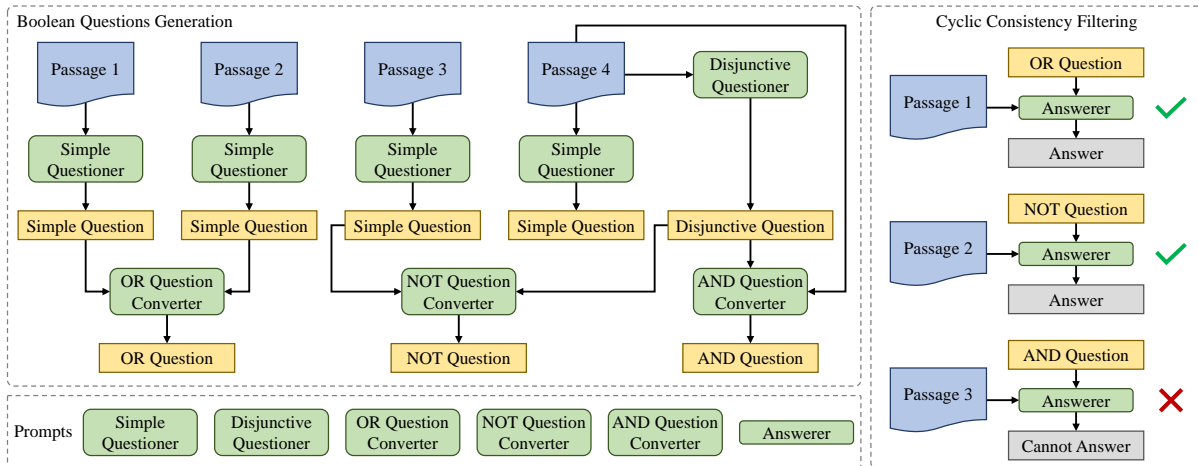 Boolean Questions Generation
Passage 1
Passage 2
Passage 3
Passage 4
Disjunctive
Questioner
Simple
Questioner
Simple
Questioner
Simple
Questioner
Simple
Questioner
Simple Question
Simple Question
Simple Question
Simple Question
Disjunctive Question
OR Question
Converter
NOT Question
Converter
AND Question
Converter
OR Question
NOT Question
AND Question
Prompts
Simple
Questioner
Disjunctive
Questioner
OR Question
Converter
NOT Question
Converter
AND Question
Converter
Answerer
Cyclic Consistency Filtering
OR Question
Passage 1
Answerer
Answer
NOT Question
Passage 2
Answerer
Answer
AND Question
Passage 3
Answerer
Cannot Answer